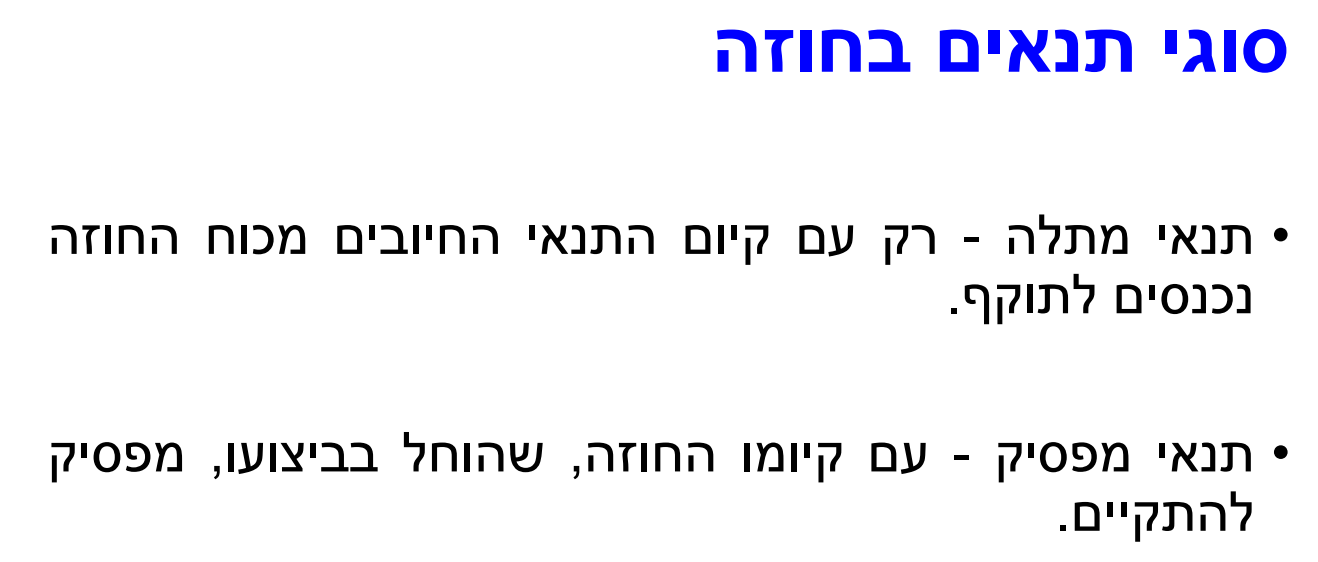 סוגי תנאים בחוזה
• תנאי מתלה - רק עם קיום התנאי החיובים מכוח החוזה
נכנסים לתוקף.
• תנאי מפסיק - עם קיומו החוזה, שהוחל בביצועו, מפסיק
להתקיים.